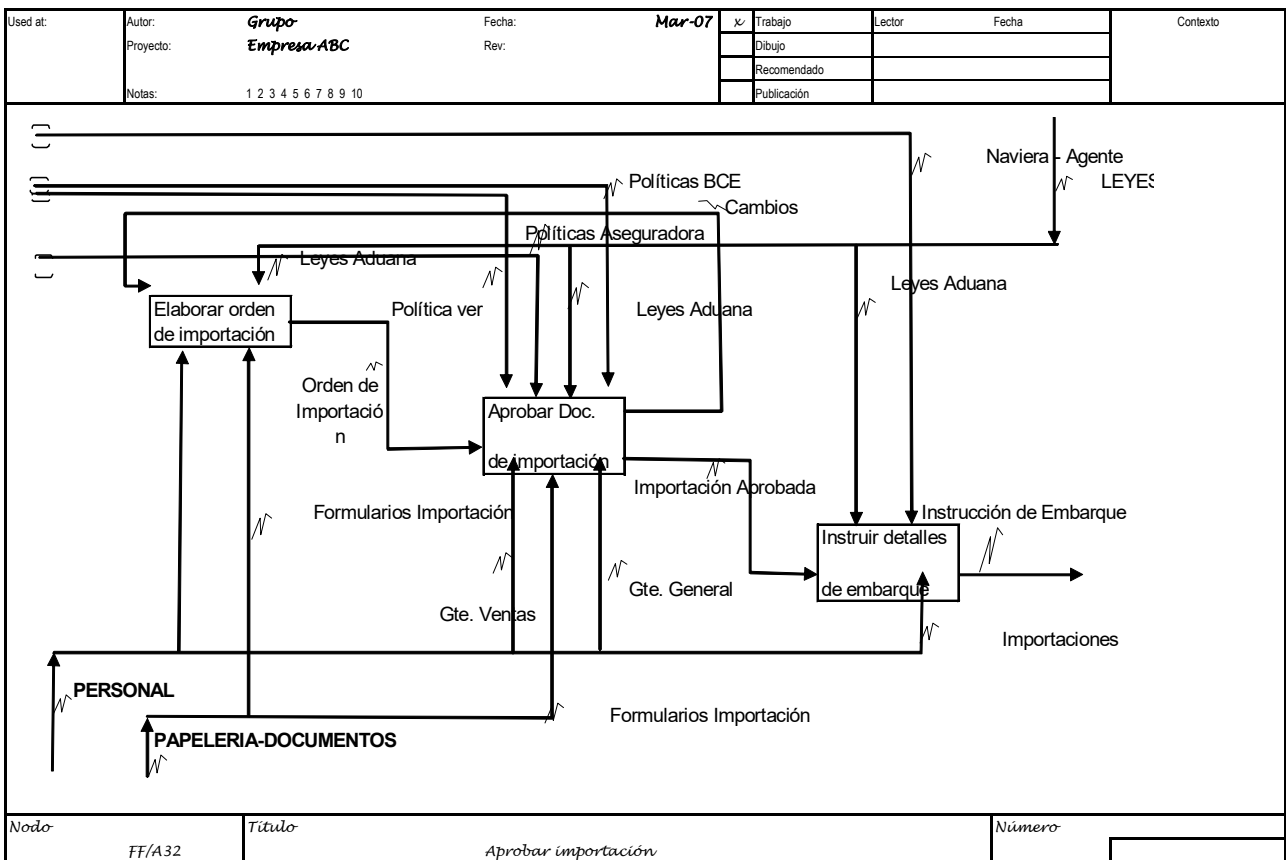 Used at:
Autor:
Grupo
Fecha:
Mar-07
x
Trabajo
Lector
Fecha
Contexto
Proyecto:
Empresa ABC
Rev:
Dibujo
Recomendado
Notas:
1 2 3 4 5 6 7 8 9 10
Publicación
Naviera - Agente
LEYES
Políticas BCE
Cambios
Políticas Aseguradora
Leyes Aduana
Leyes Aduana
Elaborar orden
de importación
Política ver
Leyes Aduana
Orden de
Importació
n
Aprobar Doc.
de importación
Importación Aprobada
Formularios Importación
Instrucción de Embarque
Instruir detalles
de embarque
Gte. General
Gte. Ventas
Importaciones
PERSONAL
Formularios Importación
PAPELERIA-DOCUMENTOS
Nodo
Título
Número
FF/A32
Aprobar importación